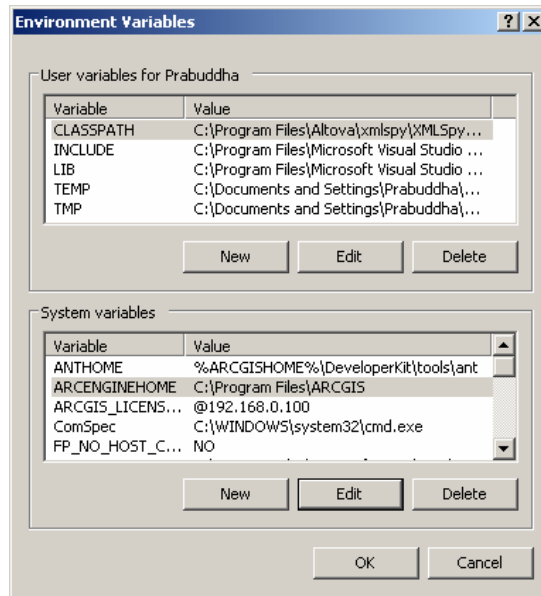 Environment Variables
User variables for Prabuddha
Variable Value
CLASSPATH C:\Program Files\Altova\xmlspy\XMLSpy...
INCLUDE C:\Program Files\Microsoft Visual Studio ...
LIB C:\Program Files\Microsoft Visual Studio ...
TEMP C:\Documents and Settings\Prabuddha\...
TMP C:\Documents and Settings\Prabuddha\...
New Edit Delete
System variables
Variable Value
ANTHOME %ARCGISHOME%\DeveloperKit\tools\ant
ARCENGINEHOME C:\Program Files\ARCGIS
ARCGIS_LICENS... @192.168.0.100
ComSpec C:\WINDOWS\system32\cmd.exe
FP_NO_HOST_C... NO
New Edit Delete
OK Cancel